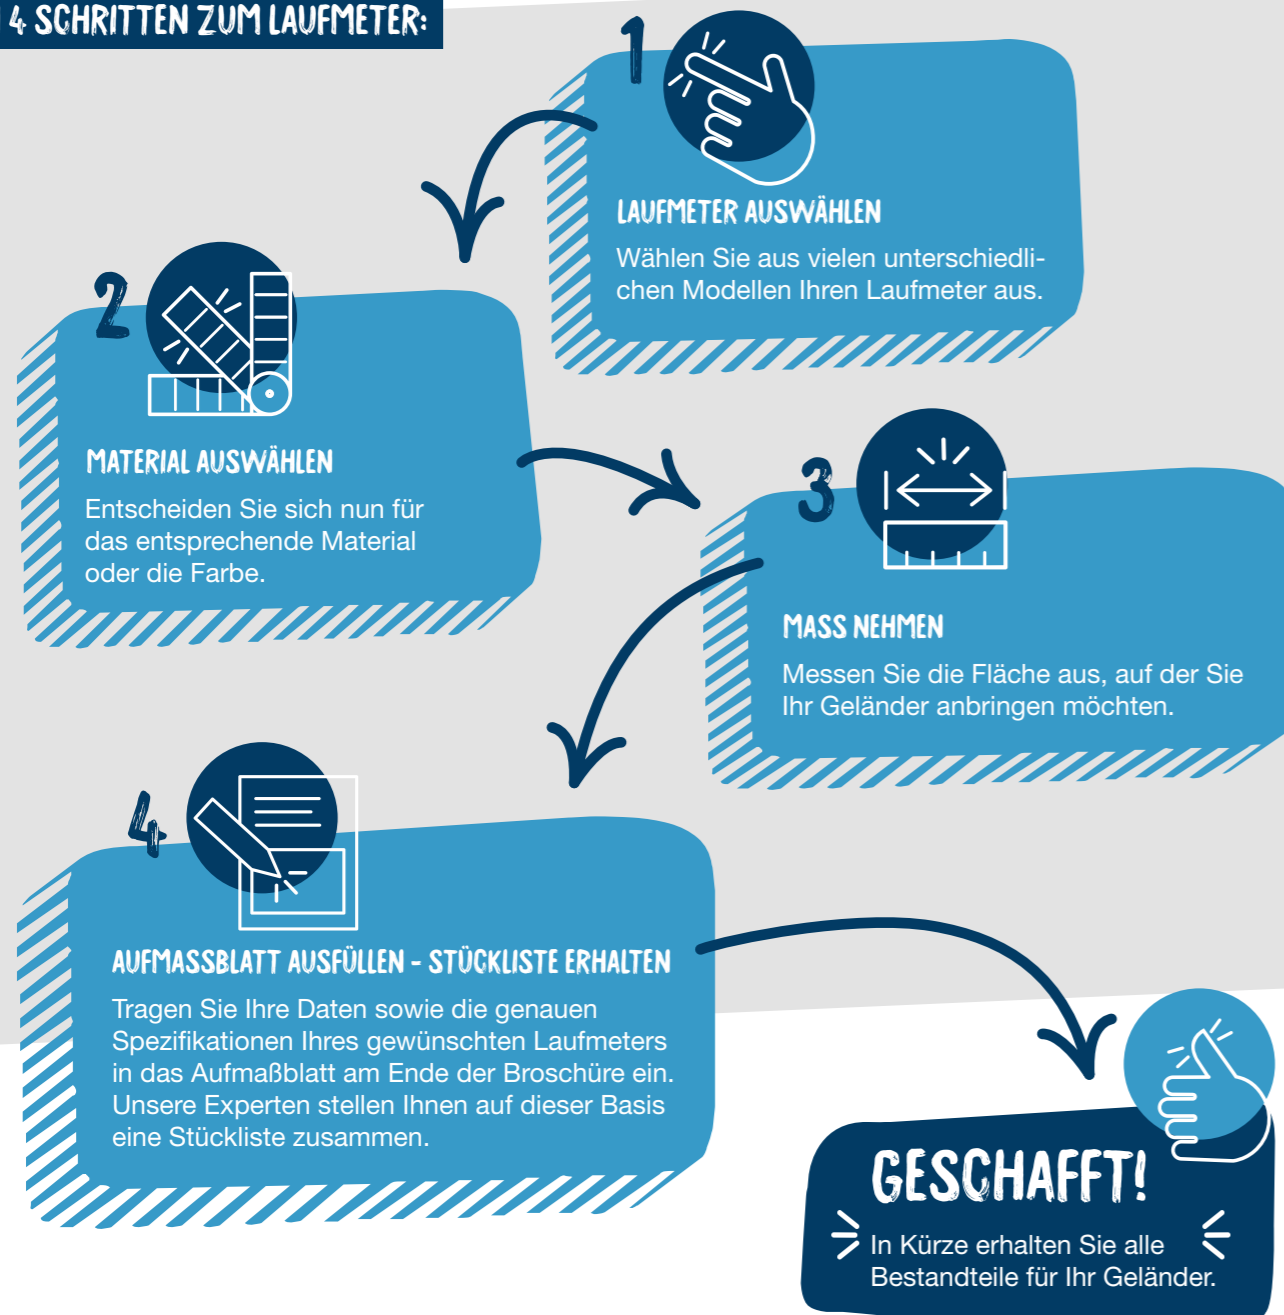 4 SCHRITTEN ZUM LAUFMETER:
1
LAUFMETER AUSWÄHLEN
Wählen Sie aus vielen unterschiedli-
chen Modellen Ihren Laufmeter aus.
2
MATERIAL AUSWÄHLEN
Entscheiden Sie sich nun für
das entsprechende Material
oder die Farbe.
3
MASS NEHMEN
Messen Sie die Fläche aus, auf der Sie
Ihr Geländer anbringen möchten.
4
AUFMASSBLATT AUSFÜLLEN - STÜCKLISTE ERHALTEN
Tragen Sie Ihre Daten sowie die genauen
Spezifikationen Ihres gewünschten Laufmeters
in das Aufmaßblatt am Ende der Broschüre ein.
Unsere Experten stellen Ihnen auf dieser Basis
eine Stückliste zusammen.
GESCHAFFT!
In Kürze erhalten Sie alle
Bestandteile für Ihr Geländer.